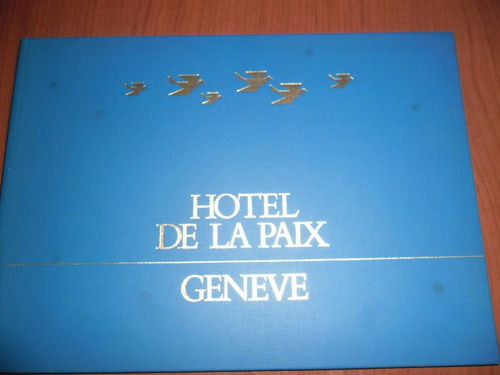 HOTEL
DE LA PAIX
GENEVE